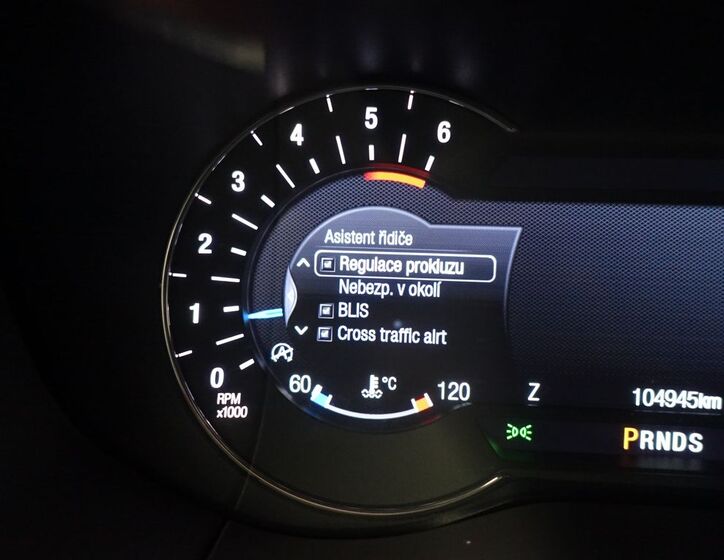 6
5
4
3
2
1
0
RPM
x1000
Asistent řidiče
Regulace prokluzu
Nebezp. v okolí
BLIS
Cross traffic alrt
60
°C
120
Z
104945km
PRNDS